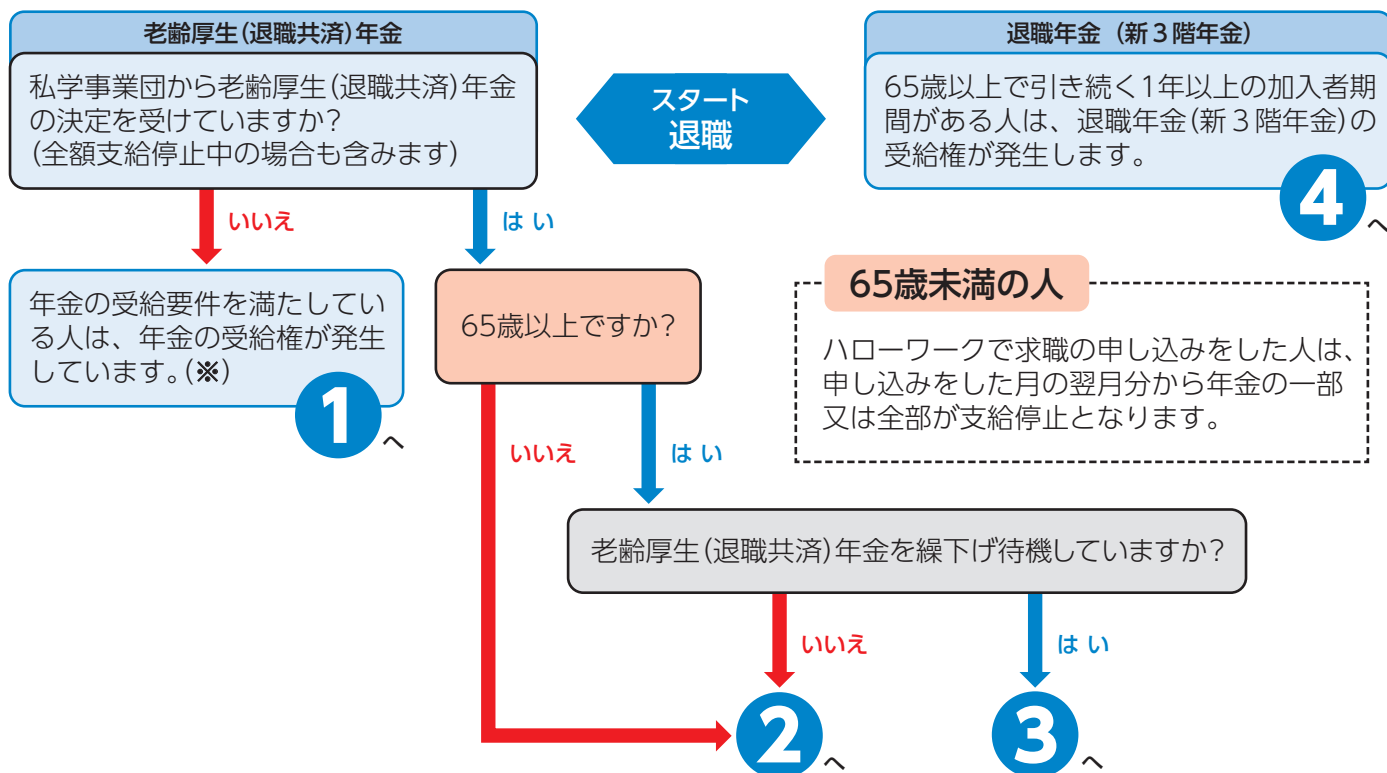 老齢厚生(退職共済)年金
私学事業団から老齢厚生(退職共済)年金
の決定を受けていますか?
(全額支給停止中の場合も含みます)
スタート
退職
退職年金(新3階年金)
65歳以上で引き続く1年以上の加入者期
間がある人は、退職年金(新3階年金)の
受給権が発生します。
4へ
いいえ
はい
年金の受給要件を満たしてい
る人は、年金の受給権が発生
しています。(※)
1へ
65歳以上ですか?
65歳未満の人
ハローワークで求職の申し込みをした人は、
申し込みをした月の翌月分から年金の一部
又は全部が支給停止となります。
いいえ
はい
老齢厚生(退職共済)年金を繰下げ待機していますか?
いいえ
はい
2へ
3へ